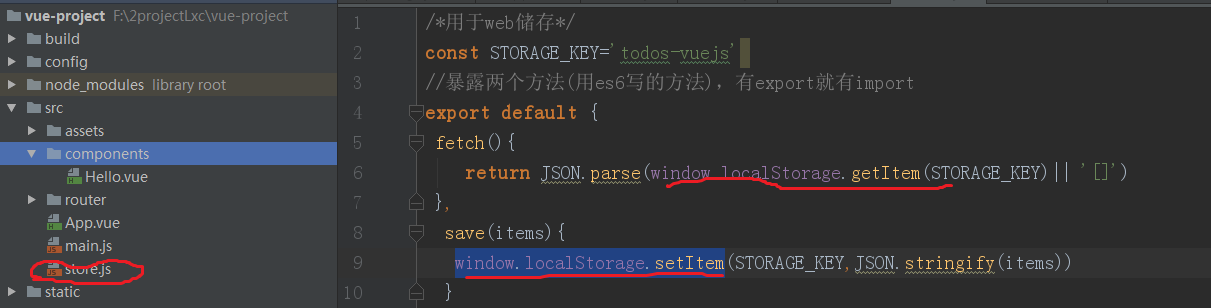 vue-project F:\2projectLxc\vue-project
build
config
node_modules library root
src
assets
components
Hello.vue
router
App.vue
main.js
store.js
static
1 /*用于web储存*/
2 const STORAGE_KEY='todos-vuejs'
3 //暴露两个方法(用es6写的方法)，有export就有import
4 export default {
5 fetch(){
6 return JSON.parse(window.localStorage.getItem(STORAGE_KEY)||'[]')
7 },
8 save(items){
9 window.localStorage.setItem(STORAGE_KEY,JSON.stringify(items))
10 }